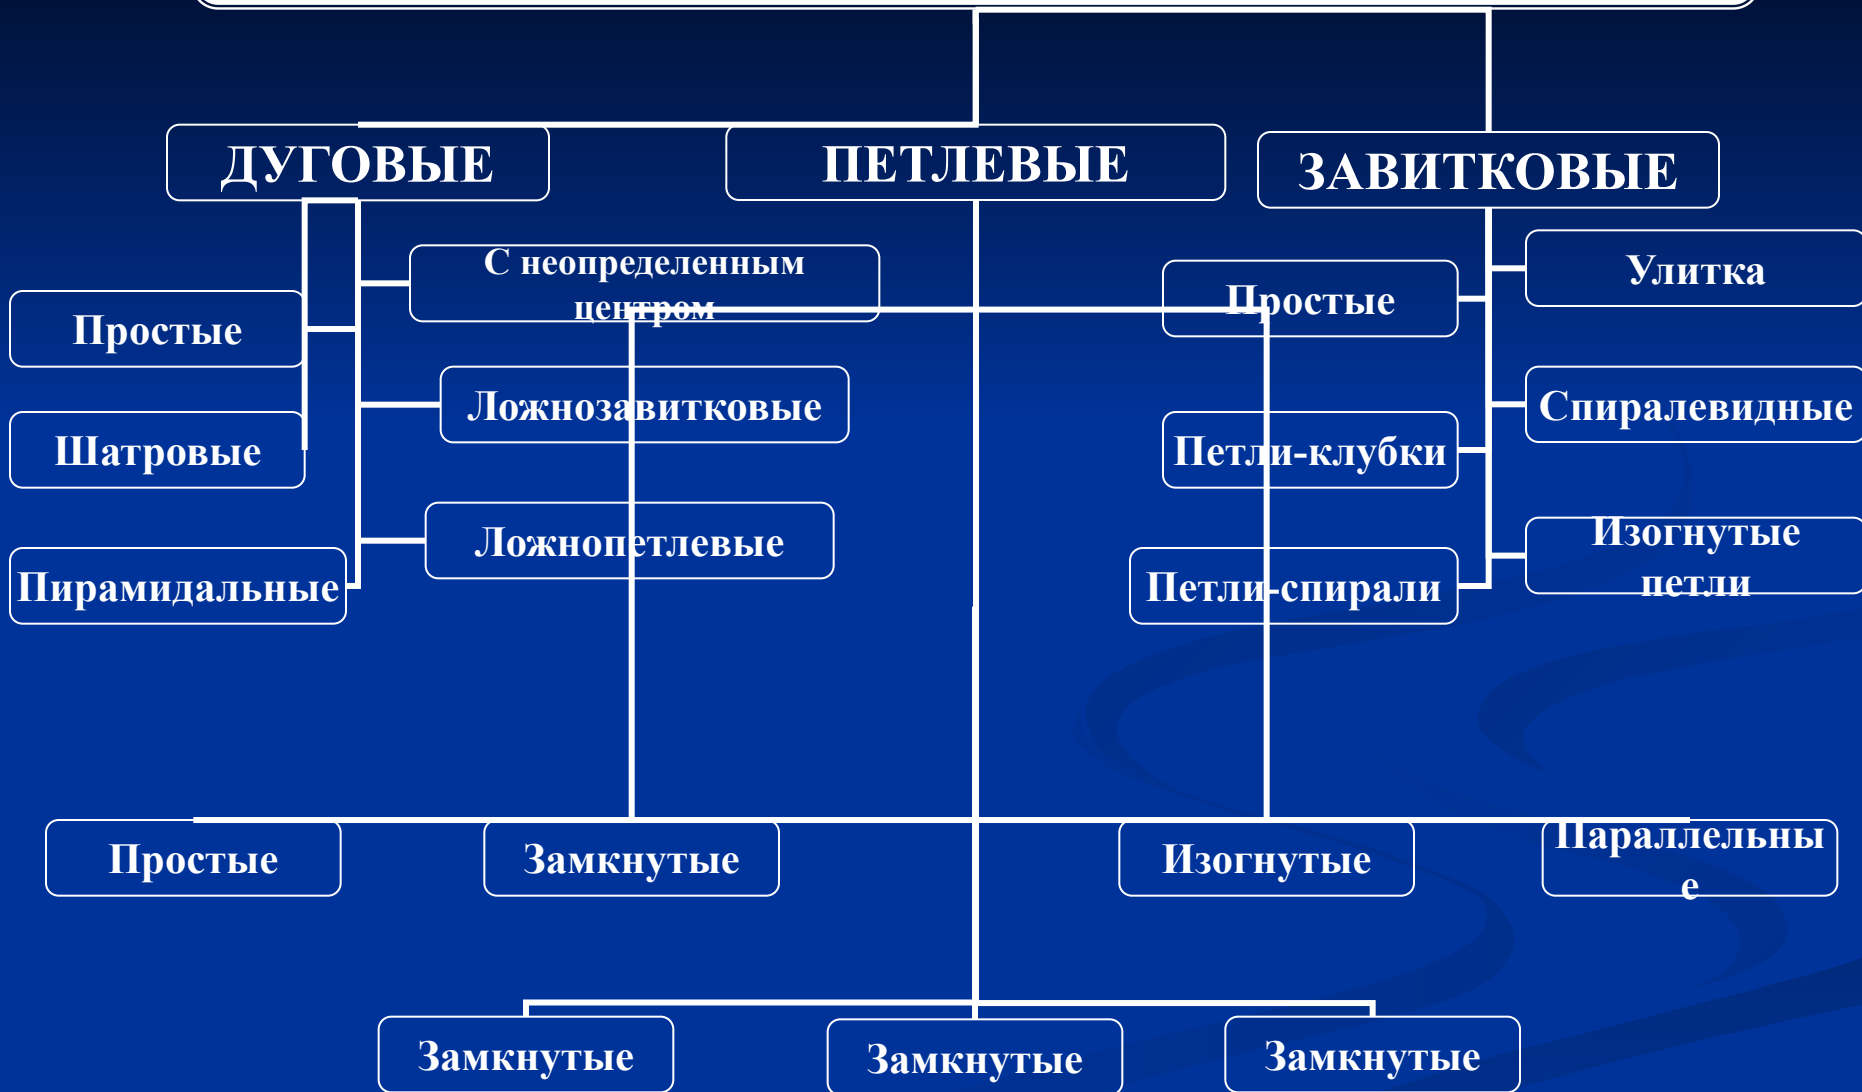 ДУГОВЫЕ
ПЕТЛЕВЫЕ
ЗАВИТКОВЫЕ
С неопределенным
центром
Простые
Ложнозавитковые
Шатровые
Ложнопетлевые
Пирамидальные
Простые
Улитка
Петли-клубки
Спиралевидные
Петли-спирали
Изогнутые
петли
Простые
Замкнутые
Изогнутые
Параллельны
е
Замкнутые
Замкнутые
Замкнутые